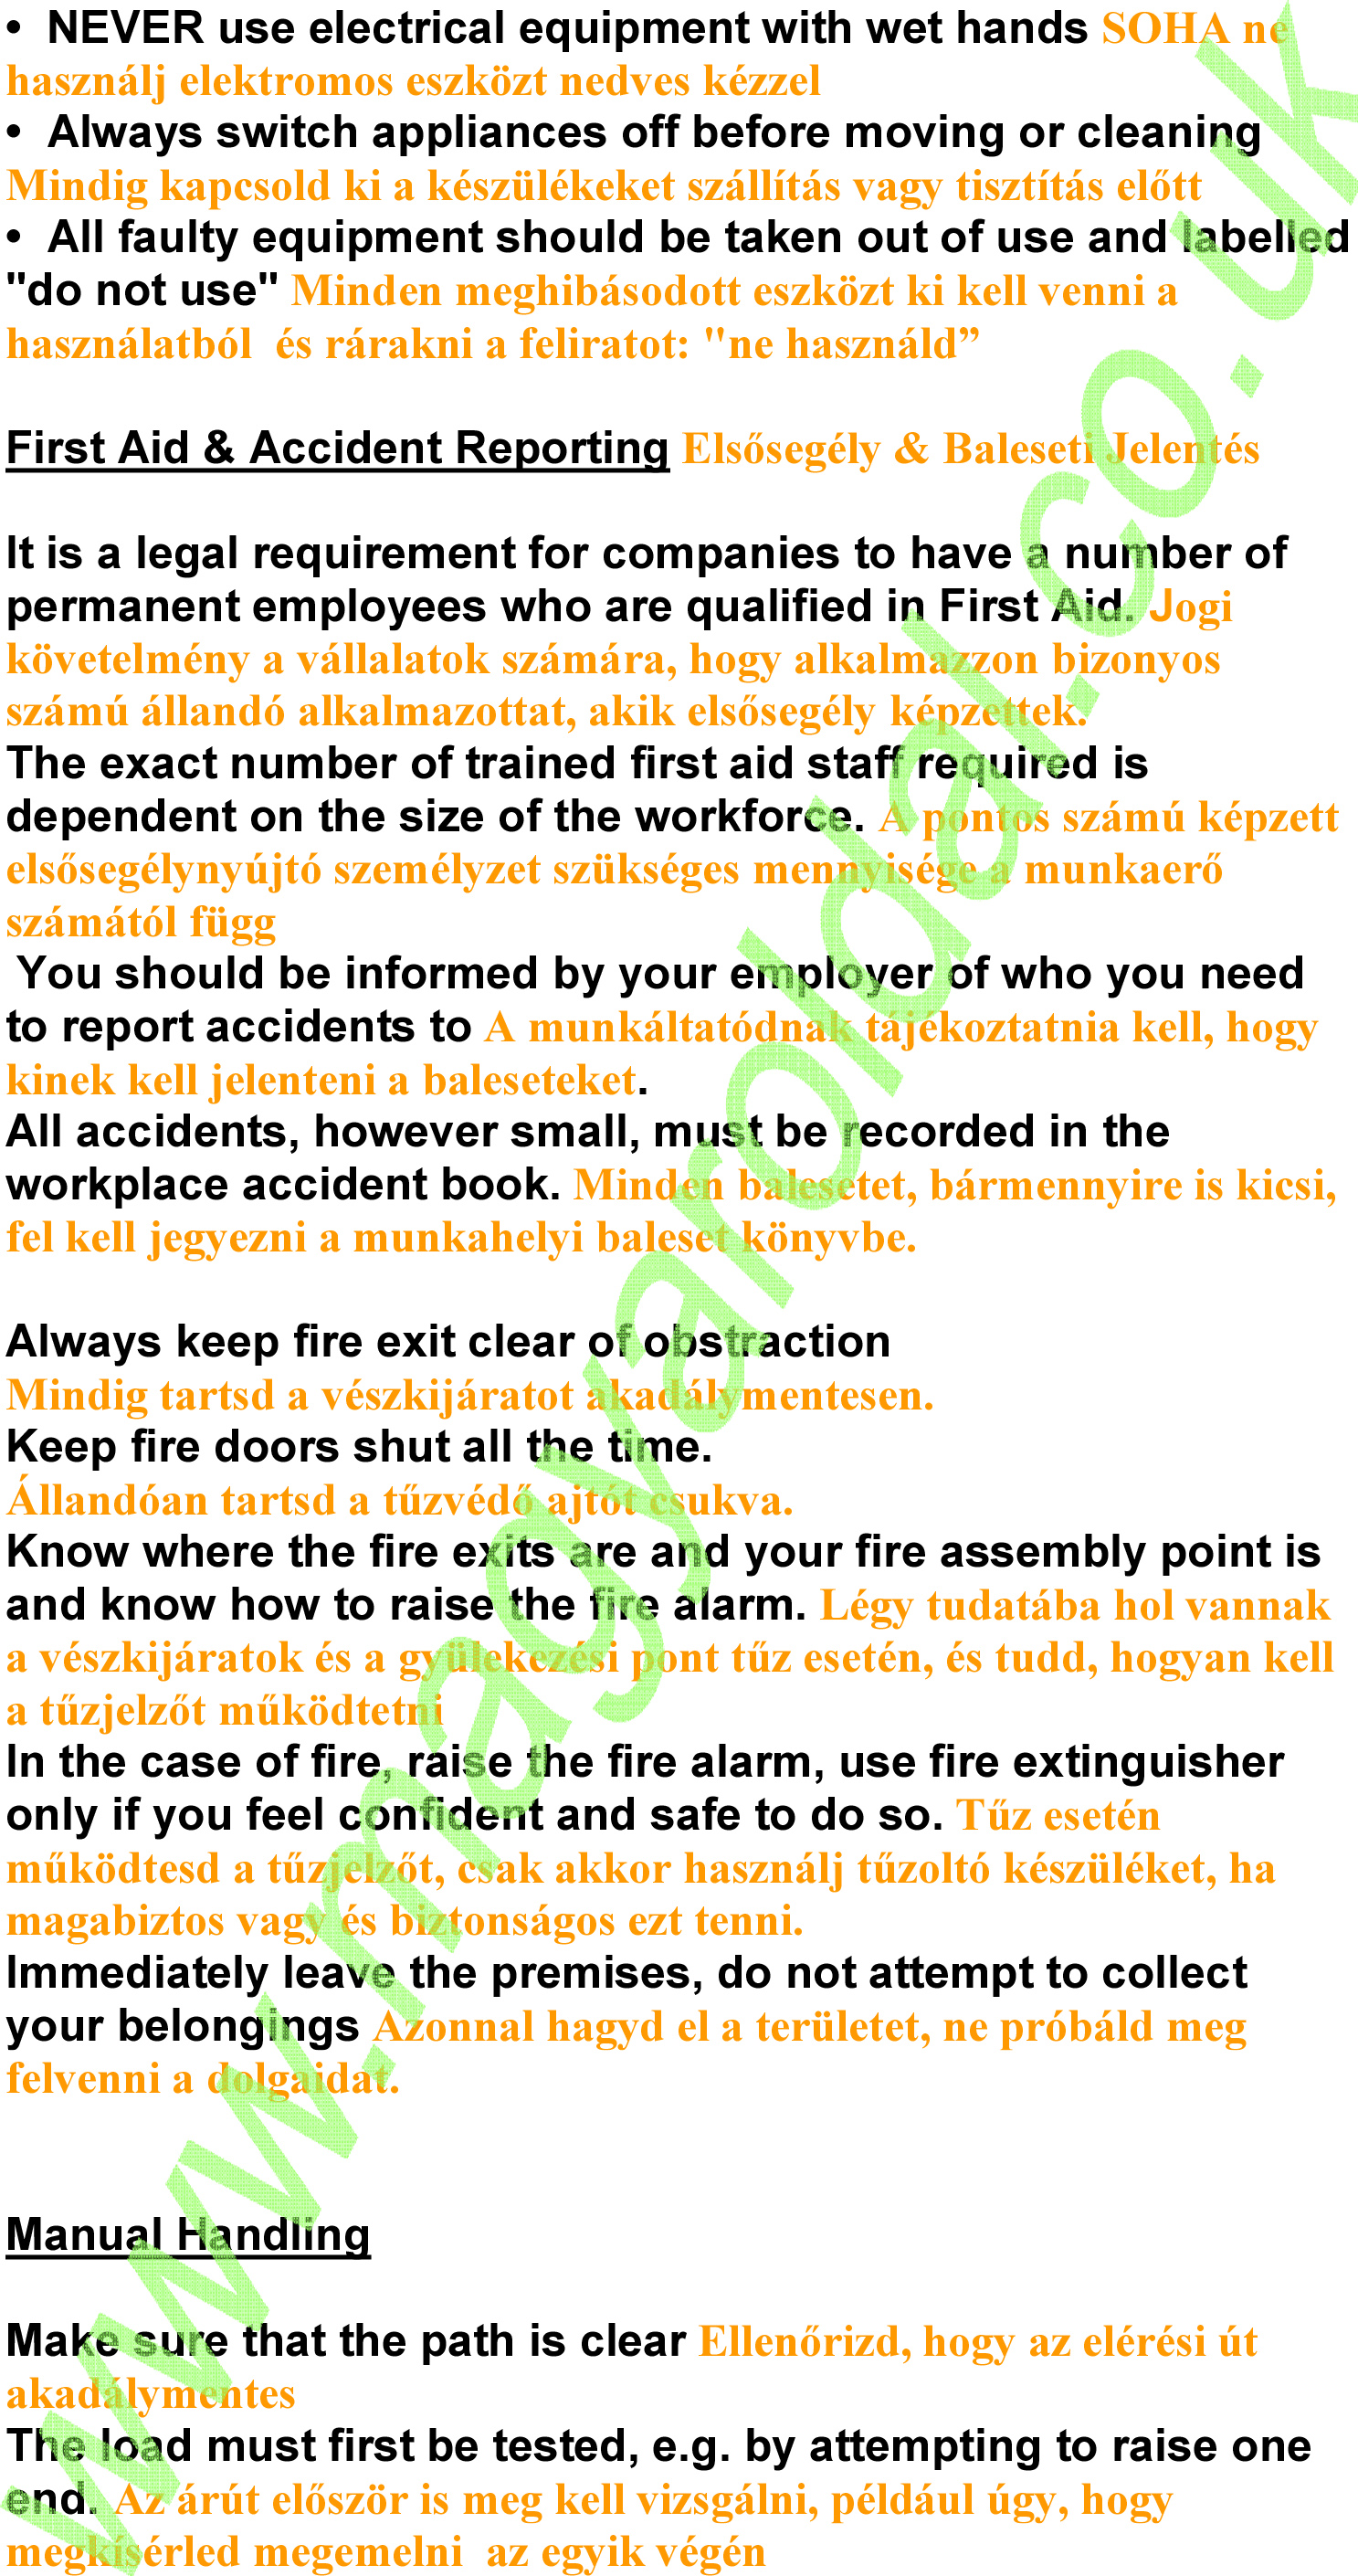 • NEVER use electrical equipment with wet hands SOHA ne
használj elektromos eszközt nedves kézzel
• Always switch appliances off before moving or cleaning
Mindig kapcsold ki a készülékeket szállítás vagy tisztítás előtt
• All faulty equipment should be taken out of use and labelled
"do not use" Minden meghibásodott eszközt ki kell venni a
használatból és rárakni a feliratot: "ne használd”
First Aid & Accident Reporting Elsősegély & Baleseti Jelentés
It is a legal requirement for companies to have a number of
permanent employees who are qualified in First Aid. Jogi
követelmény a vállalatok számára, hogy alkalmazzon bizonyos
számú állandó alkalmazottat, akik elsősegély képzettek.
The exact number of trained first aid staff required is
dependent on the size of the workforce. A pontos számú képzett
elsősegélynyújtó személyzet szükséges mennyisége a munkaerő
számától függ
You should be informed by your employer of who you need
to report accidents to A munkáltatódnak tájékoztatnia kell, hogy
kinek kell jelenteni a baleseteket.
All accidents, however small, must be recorded in the
workplace accident book. Minden balesetet, bármennyire is kicsi,
fel kell jegyezni a munkahelyi baleset könyvbe.
Always keep fire exit clear of obstraction
Mindig tartsd a vészkijáratot akadálymentesen.
Keep fire doors shut all the time.
Állandóan tartsd a tűzvédő ajtót csukva.
Know where the fire exits are and your fire assembly point is
and know how to raise the fire alarm. Légy tudatába hol vannak
a vészkijáratok és a gyülekezési pont tűz esetén, és tudd, hogyan kell
a tűzjelzőt működtetni
In the case of fire, raise the fire alarm, use fire extinguisher
only if you feel confident and safe to do so. Tűz esetén
működtesd a tűzjelzőt, csak akkor használj tűzoltó készüléket, ha
magabiztos vagy és biztonságos ezt tenni.
Immediately leave the premises, do not attempt to collect
your belongings Azonnal hagyd el a területet, ne próbáld meg
felvenni a dolgaidat.
Manual Handling
Make sure that the path is clear Ellenőrizd, hogy az elérési út
akadálymentes
The load must first be tested, e.g. by attempting to raise one
end. Az árút először is meg kell vizsgálni, például úgy, hogy
megkísérled megemelni az egyik végén
www.magyaroldal.co.uk